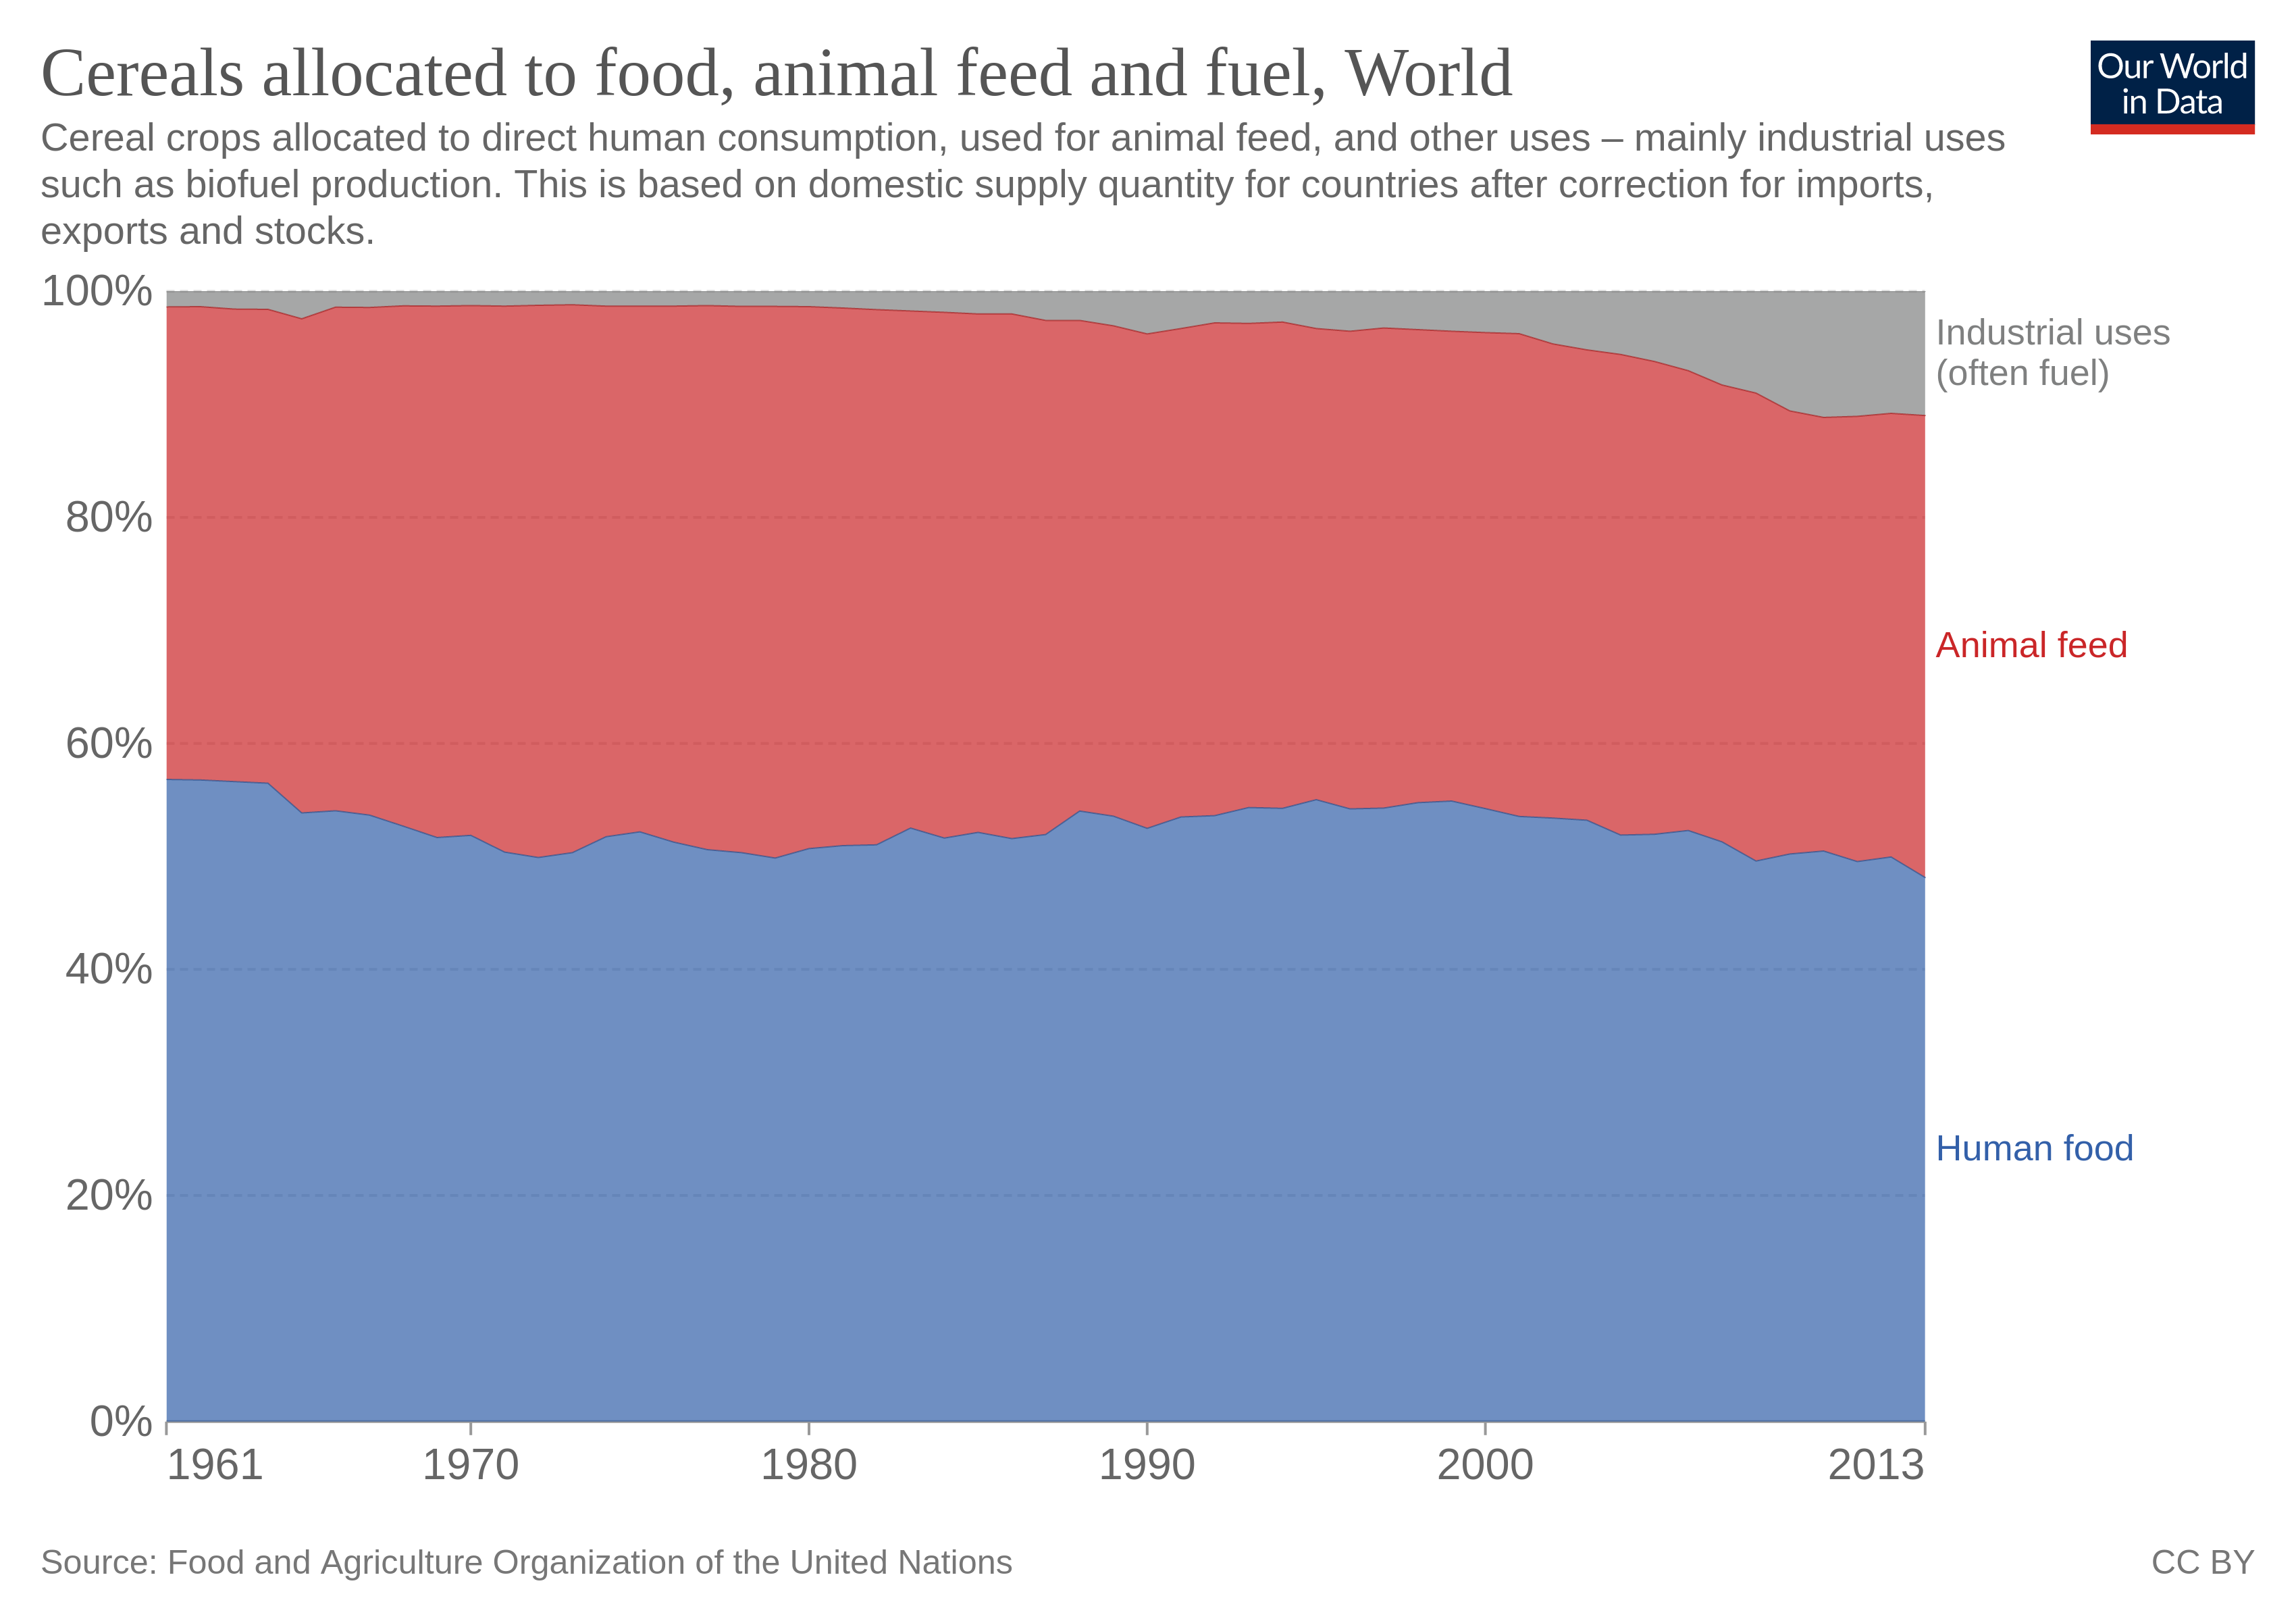 Cereals allocated to food, animal feed and fuel, World
Our World
in Data
Cereal crops allocated to direct human consumption, used for animal feed, and other uses – mainly industrial uses
such as biofuel production. This is based on domestic supply quantity for countries after correction for imports,
exports and stocks.
100%
Industrial uses
(often fuel)
80%
Animal feed
60%
40%
Human food
20%
0%
1961 1970 1980 1990 2000 2013
Source: Food and Agriculture Organization of the United Nations
CC BY